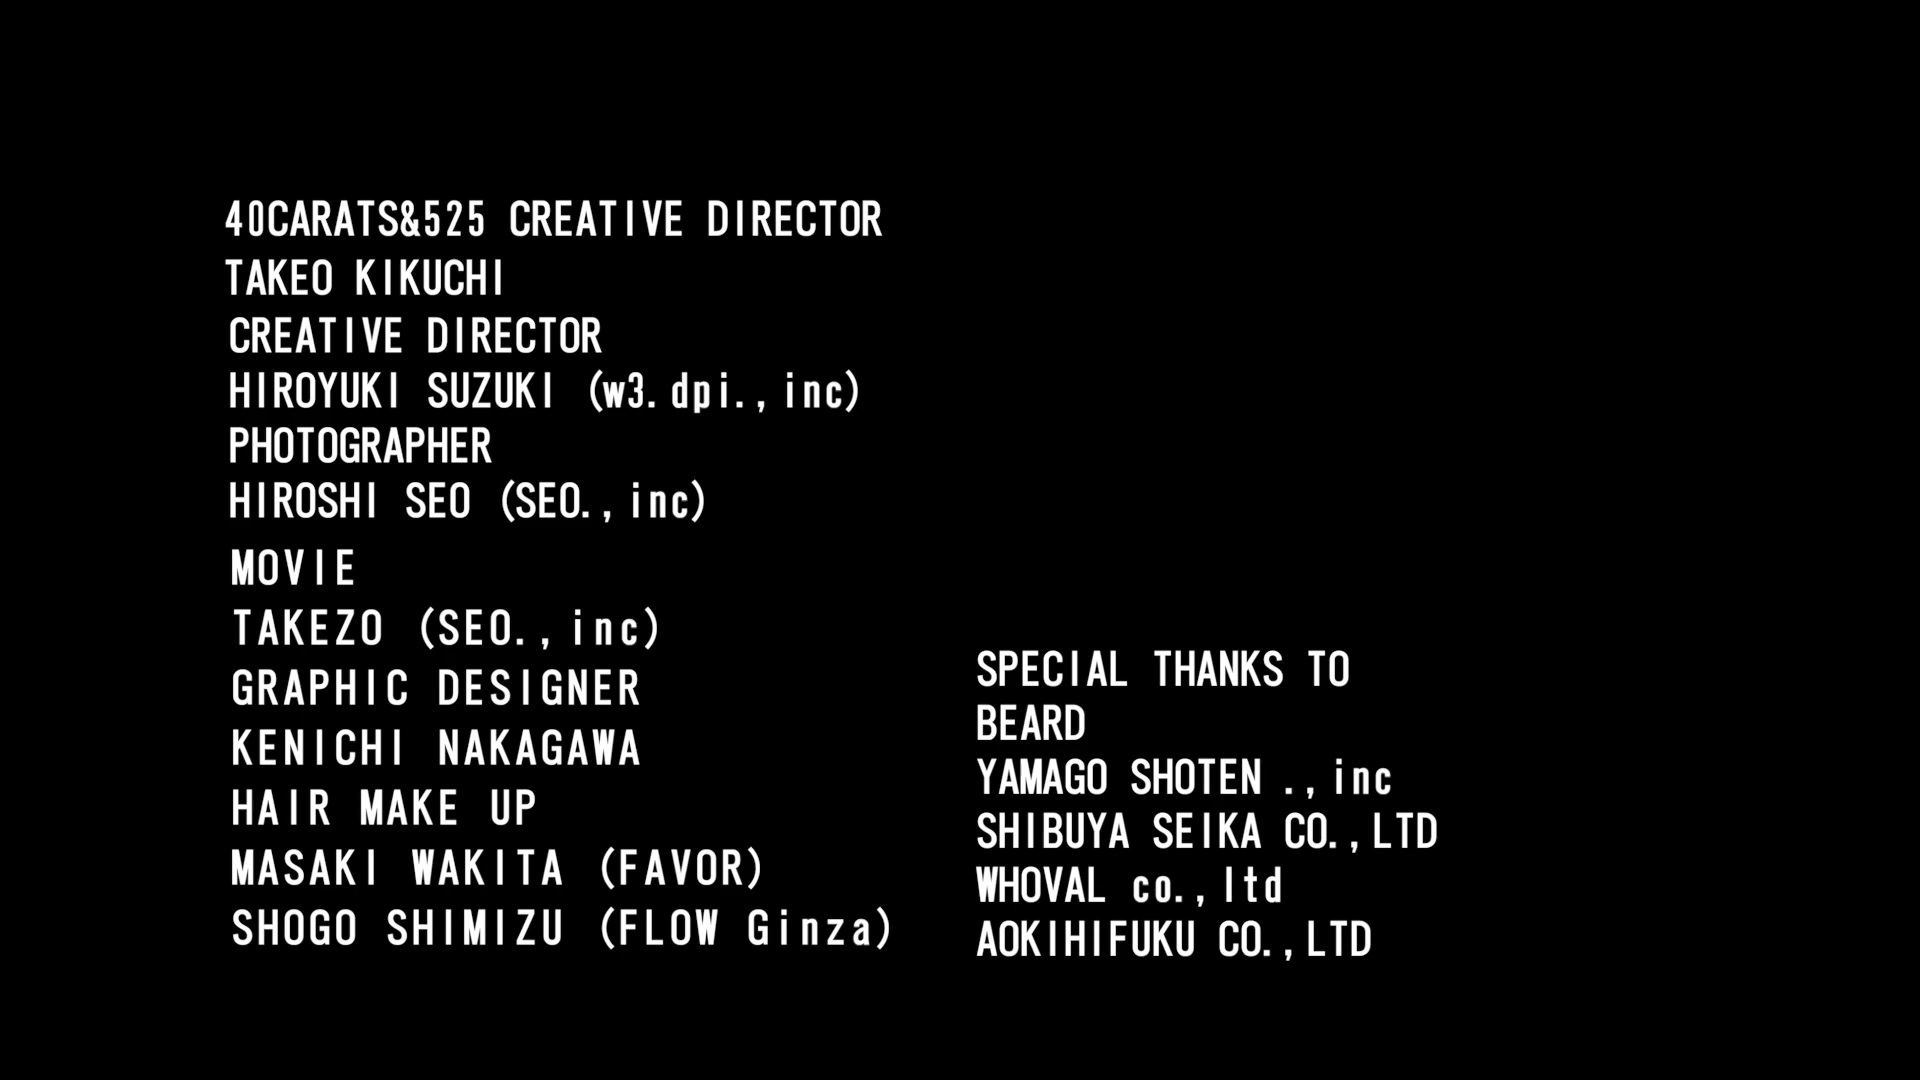 40CARATS&525 CREATIVE DIRECTOR
TAKEO KIKUCHI
CREATIVE DIRECTOR
HIROYUKI SUZUKI (w3.dpi.,inc)
PHOTOGRAPHER
HIROSHI SEO (SEO.,inc)
MOVIE
TAKEZO (SEO.,inc)
GRAPHIC DESIGNER
KENICHI NAKAGAWA
HAIR MAKE UP
MASAKI WAKITA (FAVOR)
SHOGO SHIMIZU (FLOW Ginza)
SPECIAL THANKS TO
BEARD
YAMAGO SHOTEN .,inc
SHIBUYA SEIKA CO.,LTD
WHOVAL co.,ltd
AOKIHIFUKU CO.,LTD